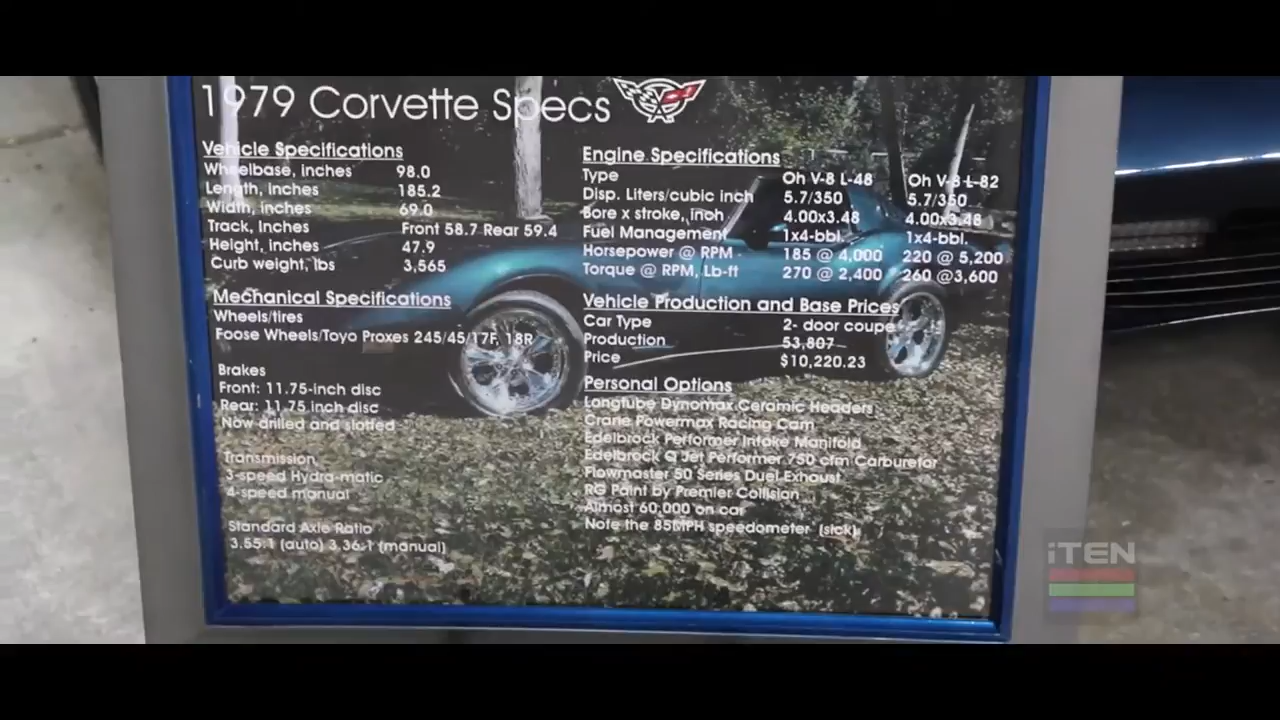 1979 Corvette Specs
Vehicle Specifications
Wheelbase, inches 98.0
Length, inches 185.2
Width, inches 69.0
Track, Inches Front 58.7 Rear 59.4
Height, inches 47.9
Curb weight, lbs 3,565
Mechanical Specifications
Wheels/tires
Foose Wheels/Toyo Proxes 245/45/17F, 18R
Brakes
Front: 11.75-inch disc
Rear: 11.75 inch disc
Now drilled and slotted
Transmission
3-speed Hydra-matic
4-speed manual
Standard Axle Ratio
3.55:1 (auto) 3.36:1 (manual)
Engine Specifications
Type Oh V-8 L-48 Oh V-8 L-82
Disp. Liters/cubic inch 5.7/350 5.7/350
Bore x stroke, inch 4.00x3.48 4.00x3.48
Fuel Management 1x4-bbl. 1x4-bbl.
Horsepower @ RPM 185 @ 4,000 220 @ 5,200
Torque @ RPM, Lb-ft 270 @ 2,400 260 @3,600
Vehicle Production and Base Prices
Car Type 2- door coupe
Production 53,807
Price $10,220.23
Personal Options
Longtube Dynomax Ceramic Headers
Crane Powermax Racing Cam
Edelbrock Performer Intake Manifold
Edelbrock Q Jet Performer 750 cfm Carburetor
Flowmaster 50 Series Duel Exhaust
RG Paint by Premier Collision
Almost 60,000 on car
Note the 85MPH speedometer (sick)
iTEN